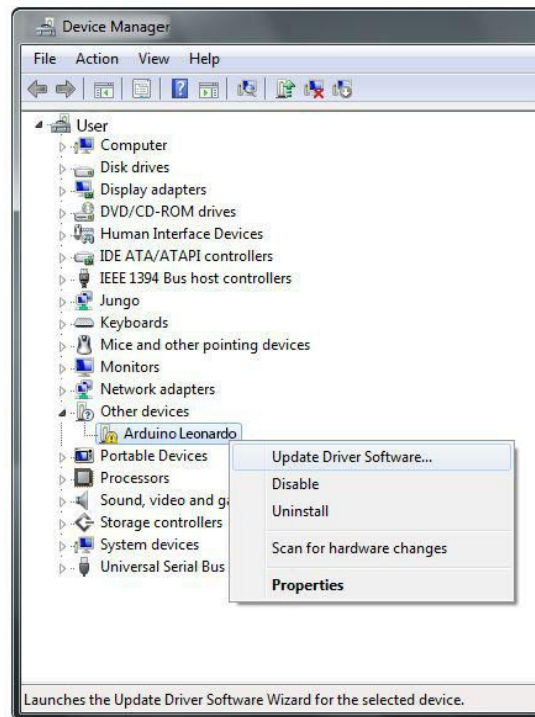 Device Manager
File Action View Help
User
Computer
Disk drives
Display adapters
DVD/CD-ROM drives
Human Interface Devices
IDE ATA/ATAPI controllers
IEEE 1394 Bus host controllers
Jungo
Keyboards
Mice and other pointing devices
Monitors
Network adapters
Other devices
Arduino Leonardo
Portable Devices
Processors
Sound, video and ga
Storage controllers
System devices
Universal Serial Bus
Update Driver Software...
Disable
Uninstall
Scan for hardware changes
Properties
Launches the Update Driver Software Wizard for the selected device.